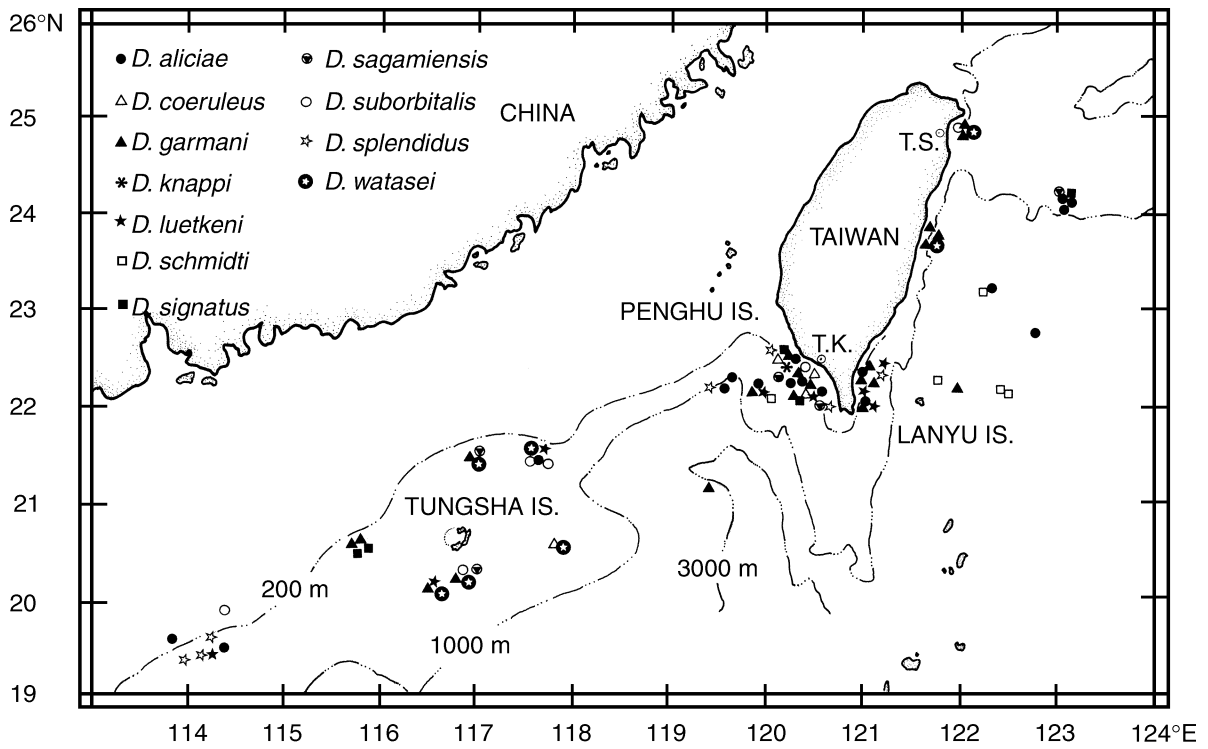 26°N
25
24
23
22
21
20
19
D. aliciae
D. coeruleus
D. garmani
D. knappi
D. luetkeni
D. schmidti
D. signatus
D. sagamiensis
D. suborbitalis
D. splendidus
D. watasei
CHINA
T.S.
TAIWAN
PENGHU IS.
T.K.
LANYU IS.
TUNGSHA IS.
200 m
1000 m
3000 m
114 115 116 117 118 119 120 121 122 123 124°E